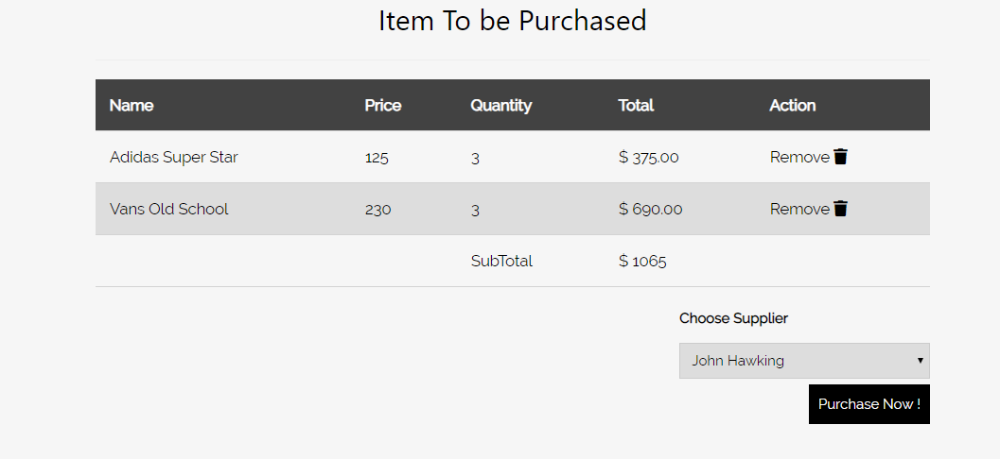 Item To be Purchased
Name Price Quantity Total Action
Adidas Super Star 125 3 $ 375.00 Remove
Vans Old School 230 3 $ 690.00 Remove
SubTotal $ 1065
Choose Supplier
John Hawking
Purchase Now !